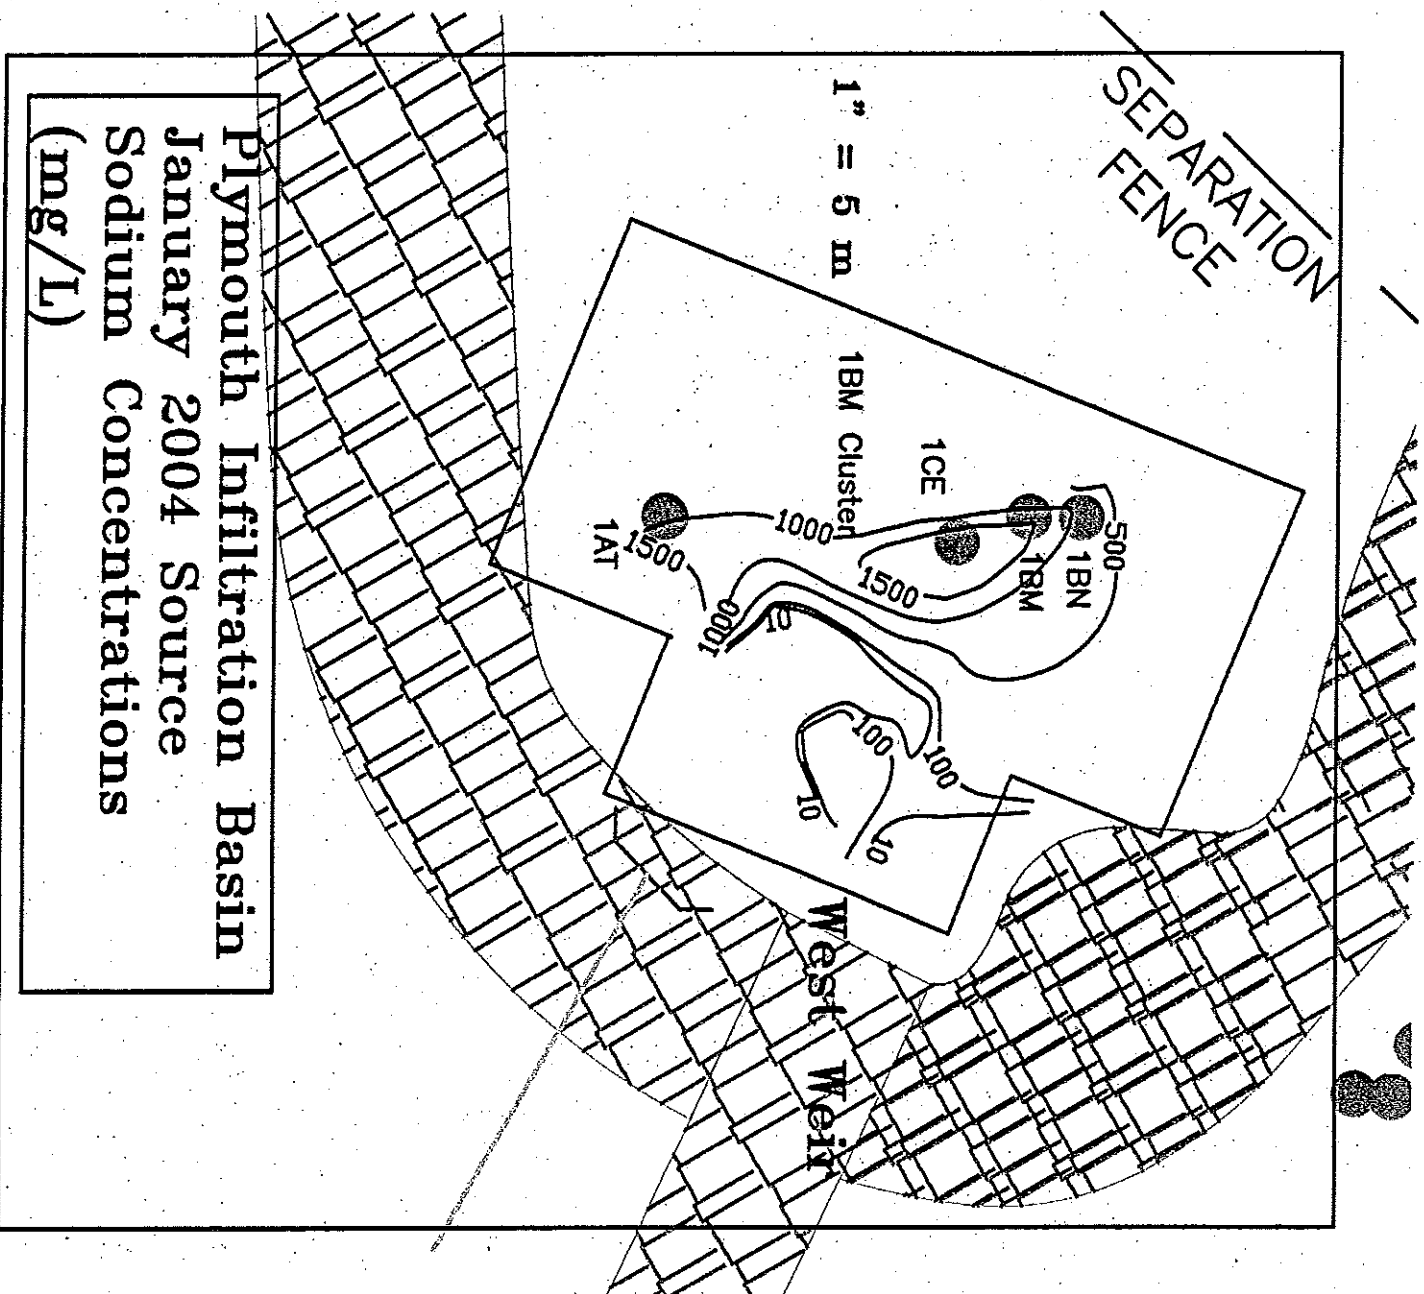 SEPARATION
FENCE
1" = 5 m
1BM Cluster
1CE
500
1BN
1BM
1000
1500
1AT
1500
1000
10
100
100
10
10
West Weir
Plymouth Infiltration Basin
January 2004 Source
Sodium Concentrations
(mg/L)